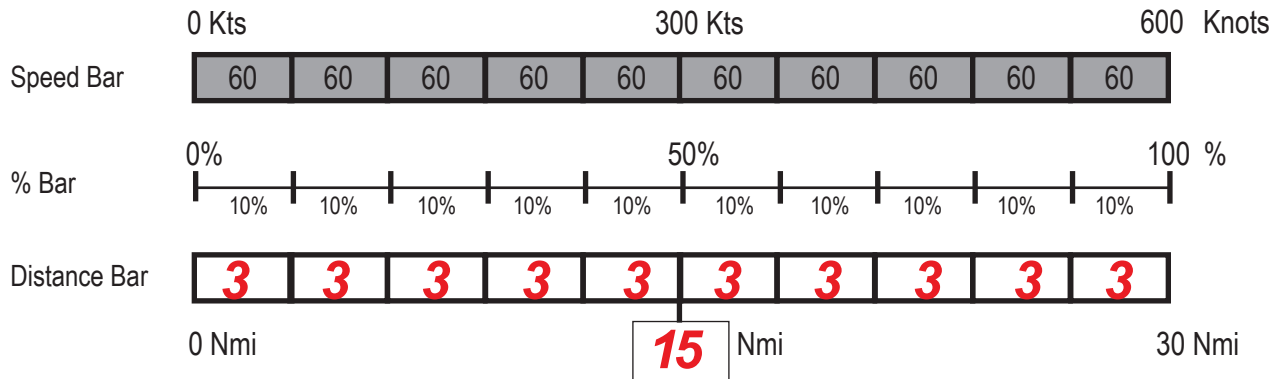 0 Kts 300 Kts 600 Knots
Speed Bar 60 60 60 60 60 60 60 60 60 60
0% 50% 100 %
% Bar
10% 10% 10% 10% 10% 10% 10% 10% 10% 10%
Distance Bar 3 3 3 3 3 3 3 3 3 3
0 Nmi 15 Nmi 30 Nmi